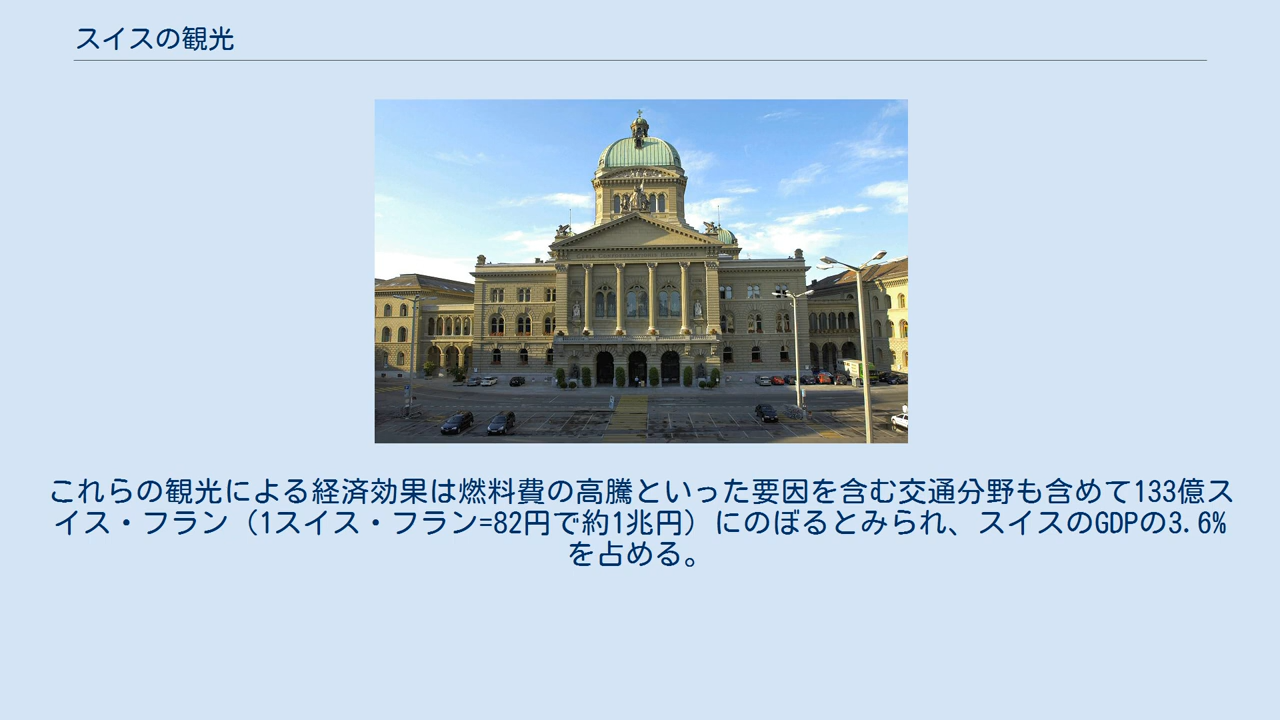 スイスの観光
これらの観光による経済効果は燃料費の高騰といった要因を含む交通分野も含めて133億ス
イス・フラン（1スイス・フラン=82円で約1兆円）にのぼるとみられ、スイスのGDPの3.6%
を占める。